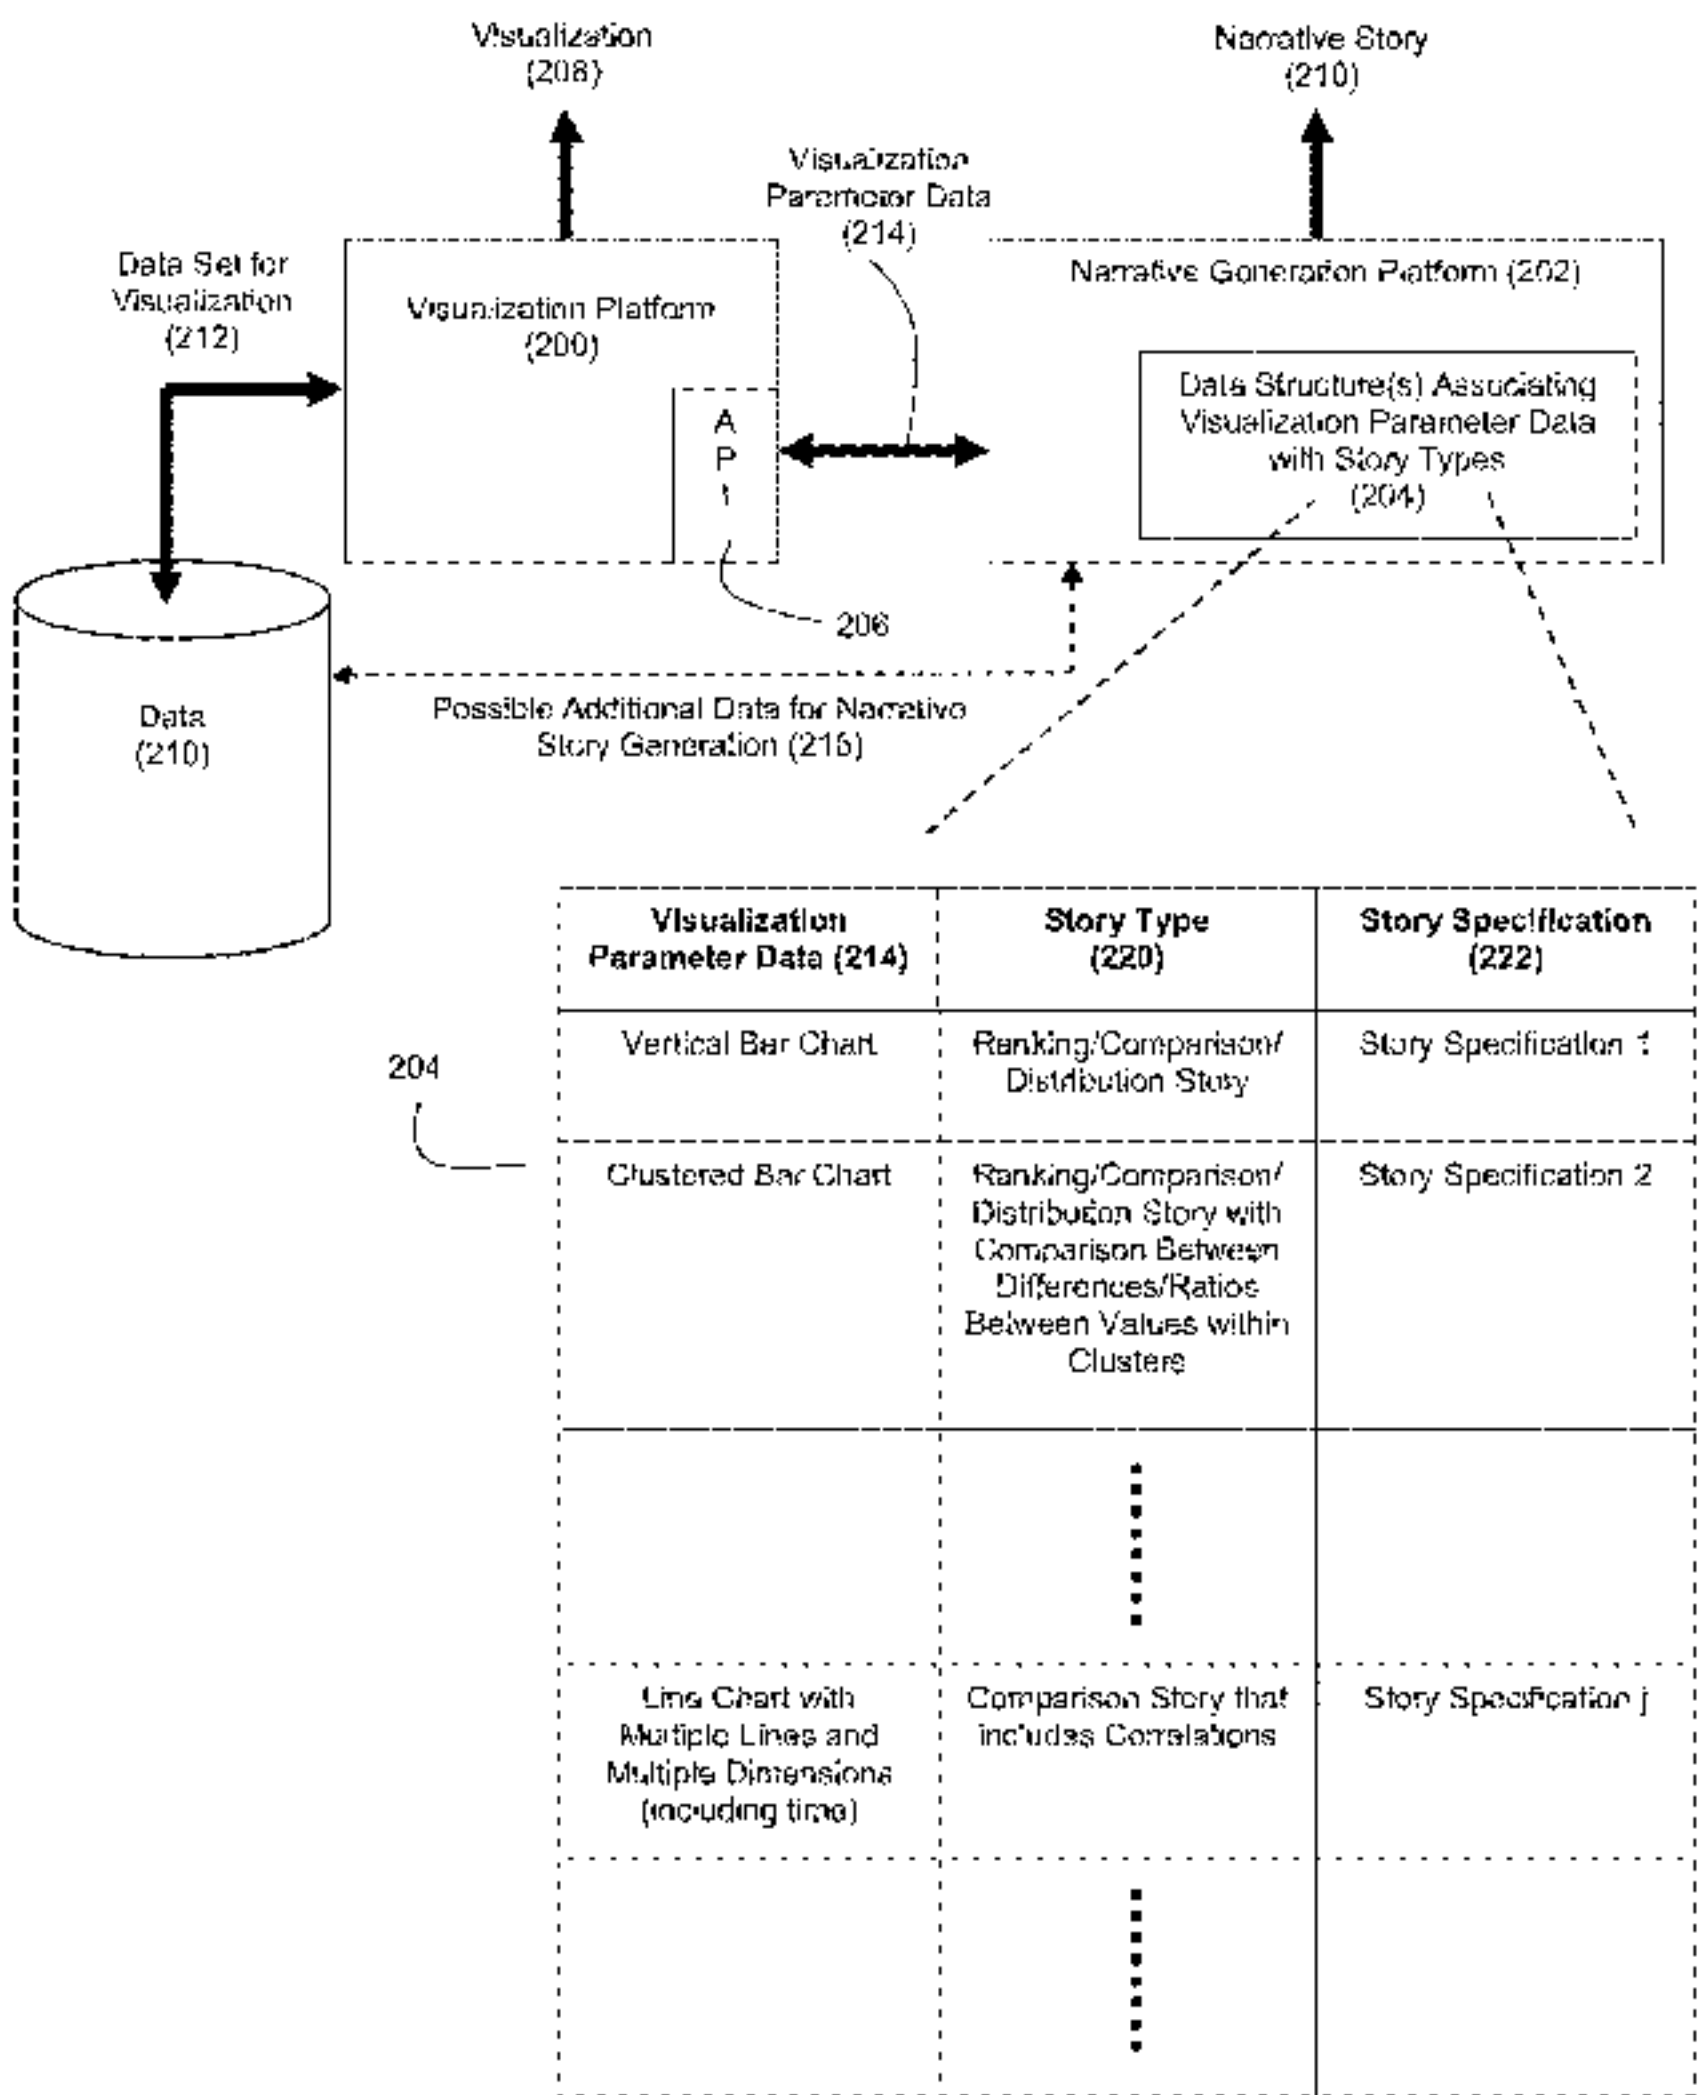 Visualization
(208)
Narrative Story
(210)
Visualization
Parameter Data
(214)
Data Set for
Visualization
(212)
Visualization Platform
(200)
A
P
I
Narrative Generation Platform (202)
Data Structure(s) Associating
Visualization Parameter Data
with Story Types
(204)
206
Data
(210)
Possible Additional Data for Narrative
Story Generation (216)
Visualization
Parameter Data (214)
Story Type
(220)
Story Specification
(222)
204
Vertical Bar Chart
Ranking/Comparison/
Distribution Story
Story Specification 1
Clustered Bar Chart
Ranking/Comparison/
Distribution Story with
Comparison Between
Differences/Ratios
Between Values within
Clusters
Story Specification 2
Line Chart with
Multiple Lines and
Multiple Dimensions
(including time)
Comparison Story that
includes Correlations
Story Specification j